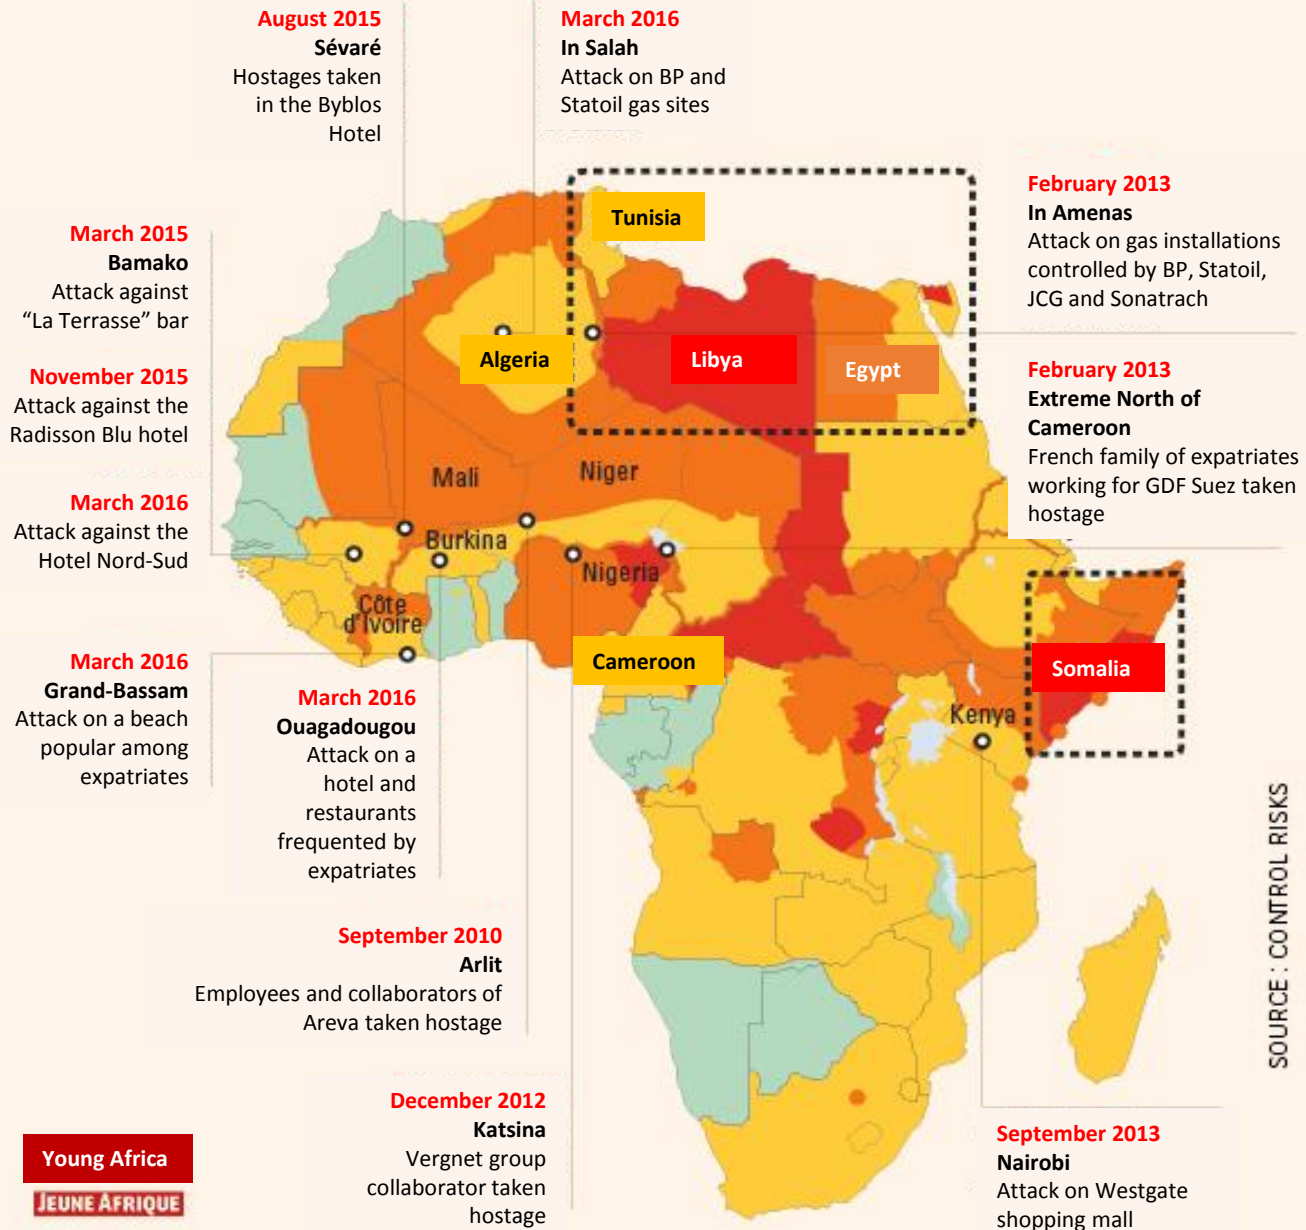 August 2015
Sévaré
Hostages taken
in the Byblos
Hotel
March 2016
In Salah
Attack on BP and
Statoil gas sites
February 2013
In Amenas
Attack on gas installations
controlled by BP, Statoil,
JCG and Sonatrach
March 2015
Bamako
Attack against
“La Terrasse” bar
November 2015
Attack against the
Radisson Blu hotel
March 2016
Attack against the
Hotel Nord-Sud
February 2013
Extreme North of
Cameroon
French family of expatriates
working for GDF Suez taken
hostage
Tunisia
Algeria
Libya
Egypt
Mali
Niger
Burkina
Nigeria
Côte
d'Ivoire
Cameroon
Somalia
Kenya
March 2016
Grand-Bassam
Attack on a beach
popular among
expatriates
March 2016
Ouagadougou
Attack on a
hotel and
restaurants
frequented by
expatriates
September 2010
Arlit
Employees and collaborators of
Areva taken hostage
December 2012
Katsina
Vergnet group
collaborator taken
hostage
September 2013
Nairobi
Attack on Westgate
shopping mall
SOURCE : CONTROL RISKS
Young Africa
JEUNE AFRIQUE